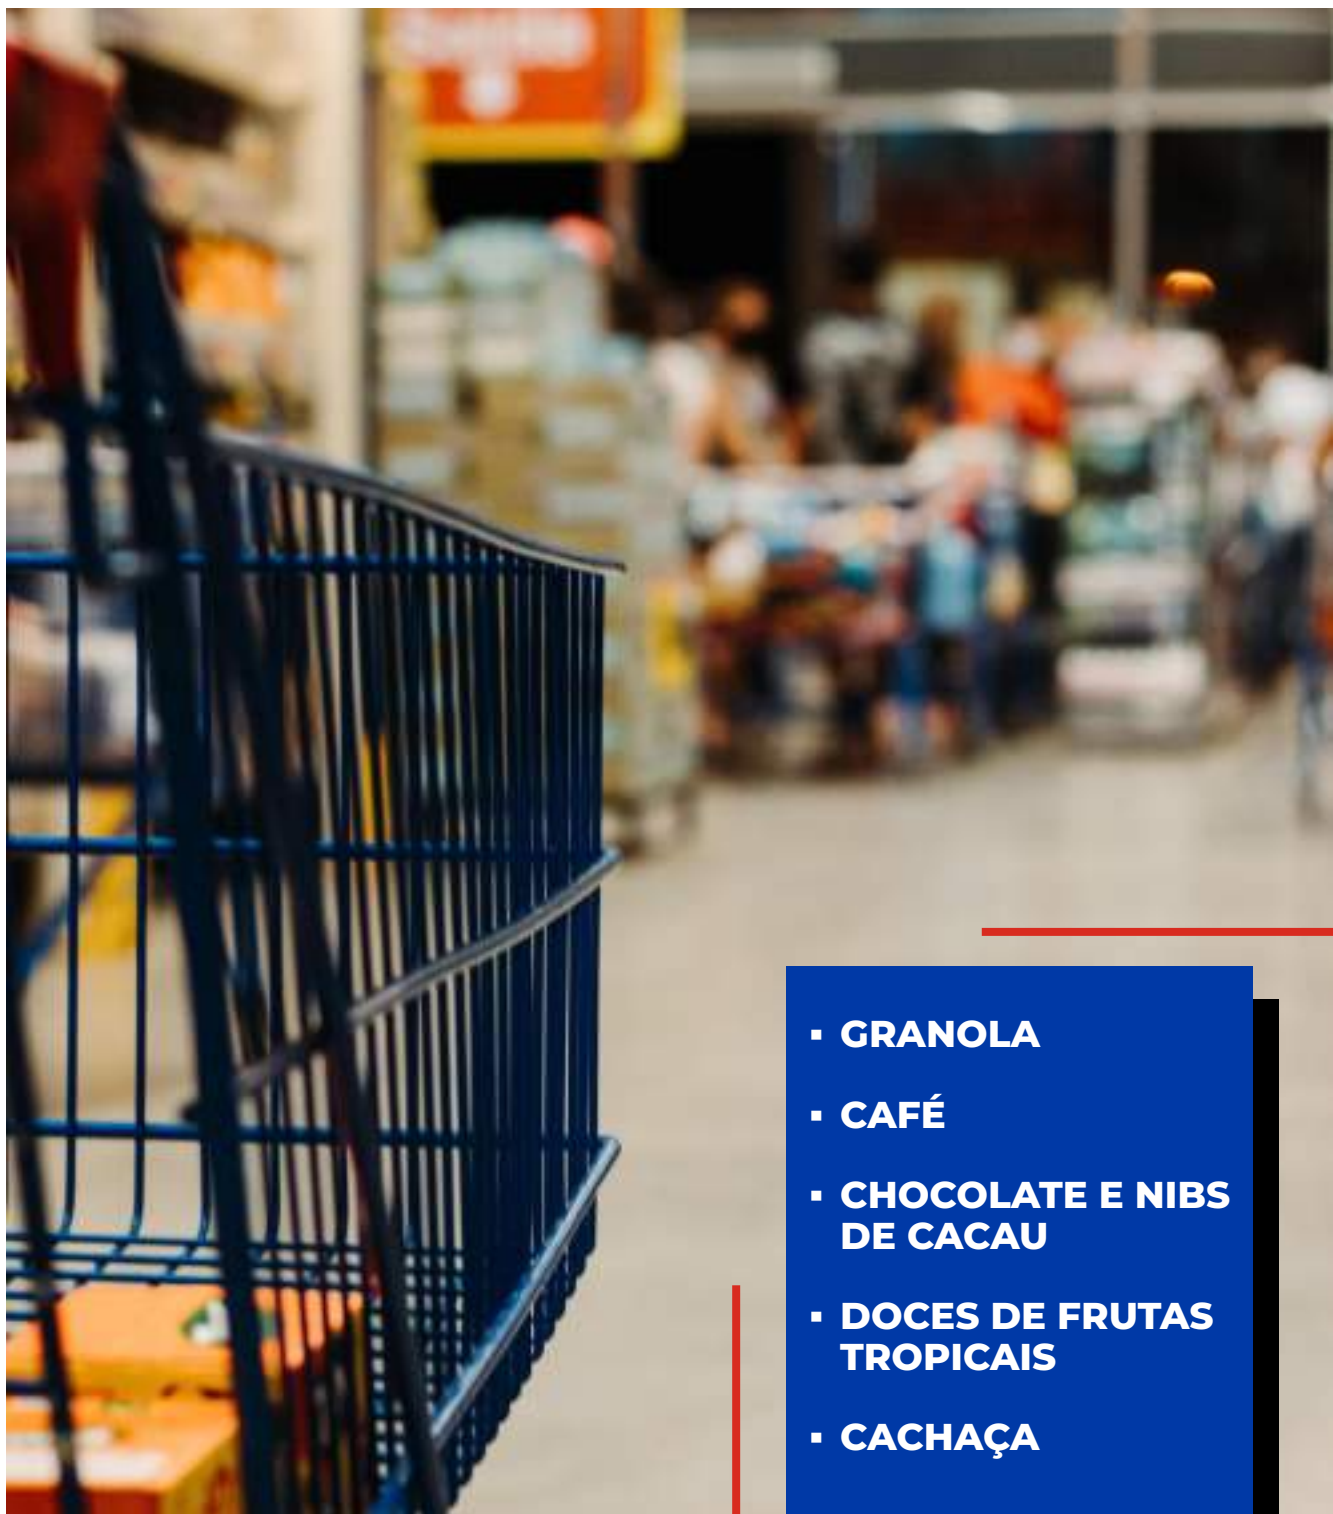 ▪ GRANOLA
▪ CAFÉ
▪ CHOCOLATE E NIBS
DE CACAU
▪ DOCES DE FRUTAS
TROPICAIS
▪ CACHAÇA